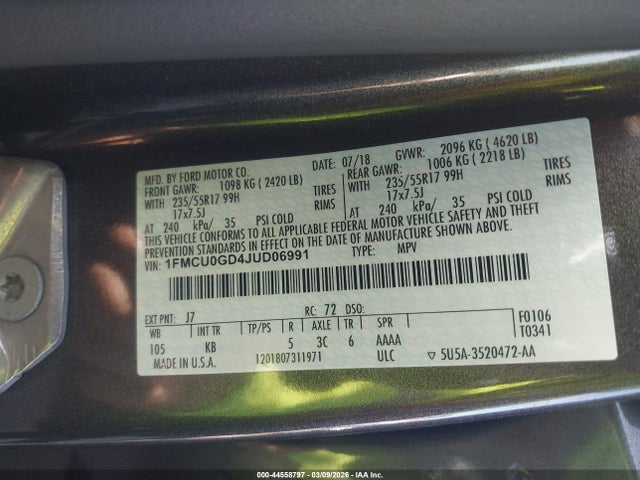 MFD. BY FORD MOTOR CO. DATE: 07/18 GVWR: 2096 KG ( 4620 LB)
FRONT GAWR: 1098 KG ( 2420 LB) REAR GAWR: 1006 KG ( 2218 LB)
WITH 235/55R17 99H TIRES WITH 235/55R17 99H TIRES
17x7.5J RIMS 17x7.5J RIMS
AT 240 kPa/ 35 PSI COLD AT 240 kPa/ 35 PSI COLD
THIS VEHICLE CONFORMS TO ALL APPLICABLE FEDERAL MOTOR VEHICLE SAFETY AND THEFT
PREVENTION STANDARDS IN EFFECT ON THE DATE OF MANUFACTURE SHOWN ABOVE.
VIN: 1FMCU0GD4JUD06991 TYPE: MPV
EXT PNT: J7 RC: 72 DSO: F0106
WB INT TR TP/PS R AXLE TR SPR T0341
105 KB 5 3C 6 AAAA
MADE IN U.S.A. 1201807311971 ULC ▽ 5U5A-3520472-AA
000-44558797 - 03/09/2026 - IAA Inc.